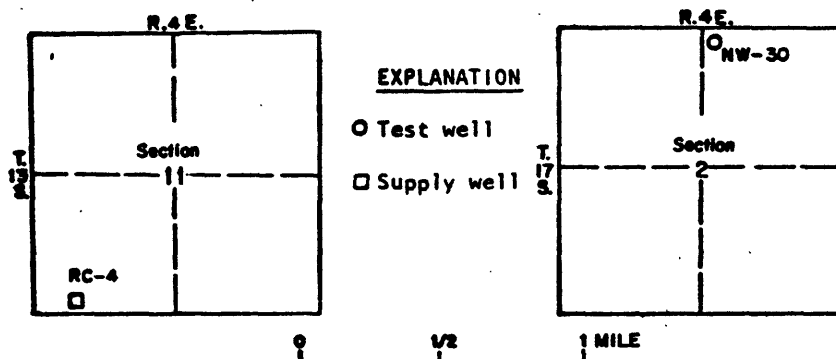 R.4 E.
Section
11
T.
13
S.
RC-4
EXPLANATION
Test well
Supply well
R.4E.
NW-30
Section
2
T.
17
S.
0 1/2 1 MILE